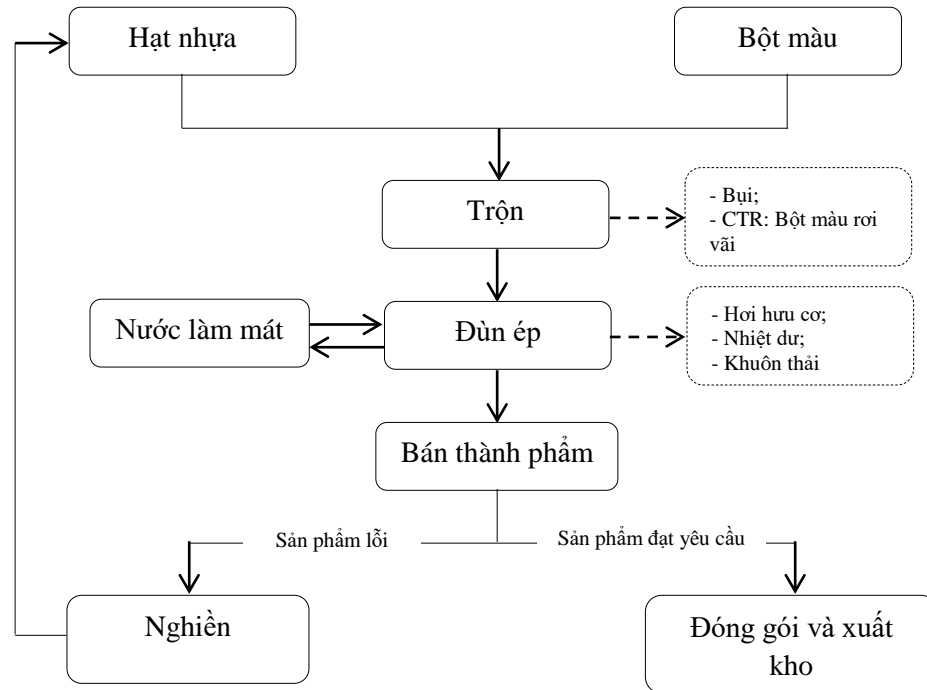 Hạt nhựa
Bột màu
Trộn
- Bụi;
- CTR: Bột màu rơi
vãi
Nước làm mát
Đùn ép
- Hơi hưu cơ;
- Nhiệt dư;
- Khuôn thải
Bán thành phẩm
Sản phẩm lỗi
Sản phẩm đạt yêu cầu
Nghiền
Đóng gói và xuất
kho